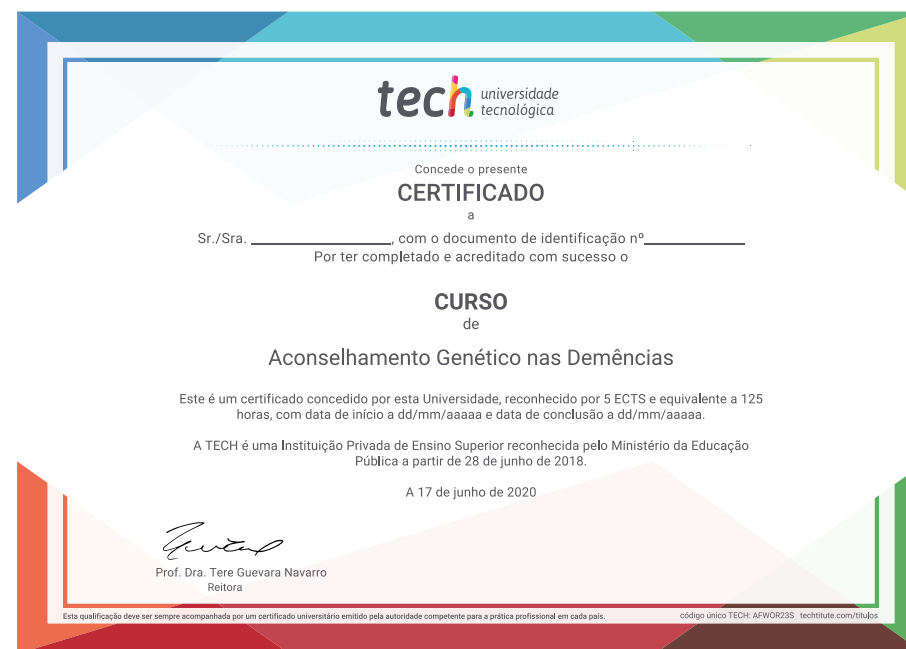 tech universidade
tecnológica
Concede o presente
CERTIFICADO
a
Sr./Sra. ____________________, com o documento de identificação nº______________
Por ter completado e acreditado com sucesso o
CURSO
de
Aconselhamento Genético nas Demências
Este é um certificado concedido por esta Universidade, reconhecido por 5 ECTS e equivalente a 125
horas, com data de início a dd/mm/aaaaa e data de conclusão a dd/mm/aaaaa.
A TECH é uma Instituição Privada de Ensino Superior reconhecida pelo Ministério da Educação
Pública a partir de 28 de junho de 2018.
A 17 de junho de 2020
Prof. Dra. Tere Guevara Navarro
Reitora
Esta qualificação deve ser sempre acompanhada por um certificado universitário emitido pela autoridade competente para a prática profissional em cada país.
código único TECH: AFWOR23S techtitute.com/titulos